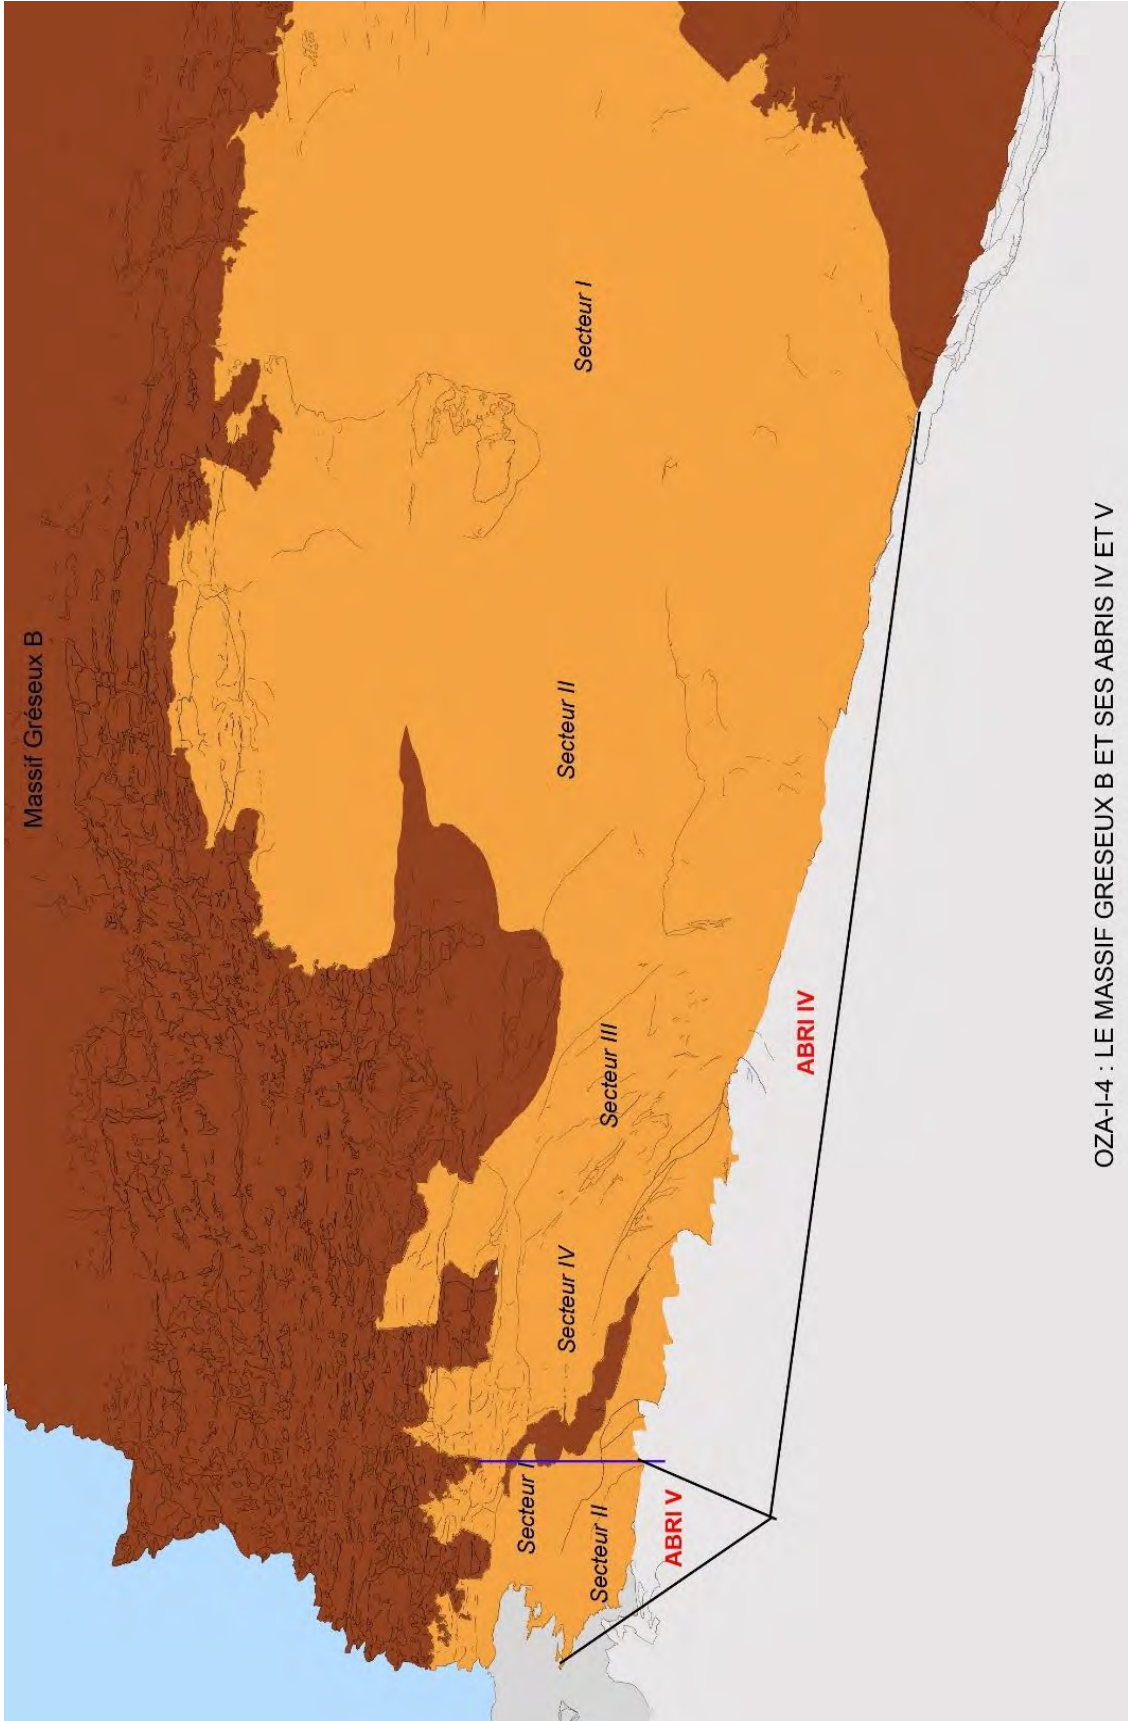 Massif Gréseux B
Secteur I
Secteur II
Secteur IV
Secteur III
Secteur II
Secteur I
ABRI V
ABRI IV
OZA-I-4 : LE MASSIF GRESEUX B ET SES ABRIS IV ET V